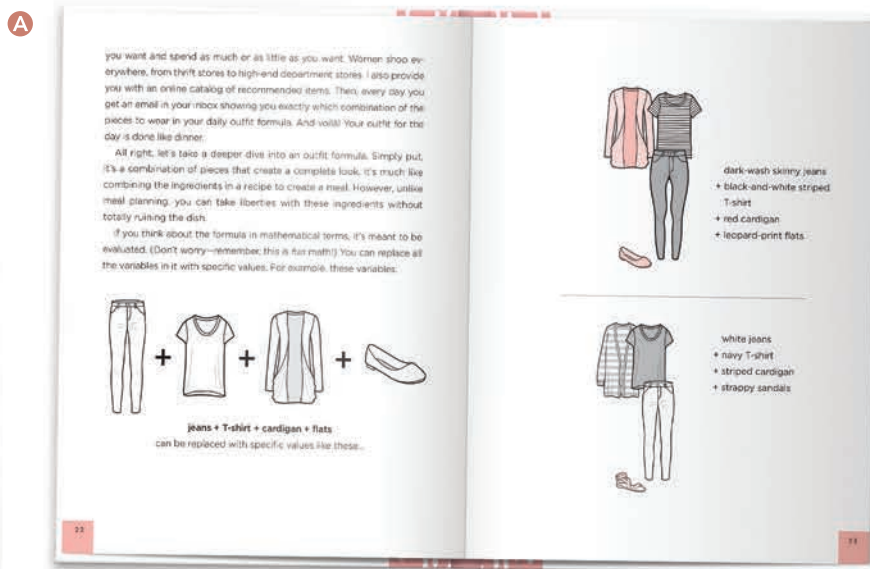 A
you want and spend as much or as little as you want. Women shop ev-
erywhere, from thrift stores to high-end department stores. I also provide
you with an online catalog of recommended items. Then, every day you
get an email in your inbox showing you exactly which combination of the
pieces to wear in your daily outfit formula. And voilà! Your outfit for the
day is done like dinner.
All right, let's take a deeper dive into an outfit formula. Simply put,
it's a combination of pieces that create a complete look. It's much like
combining the ingredients in a recipe to create a meal. However, unlike
meal planning, you can take liberties with these ingredients without
totally ruining the dish.
If you think about the formula in mathematical terms, it's meant to be
evaluated. (Don't worry—remember, this is fun math!) You can replace all
the variables in it with specific values. For example, these variables:
+ + +
jeans + T-shirt + cardigan + flats
can be replaced with specific values like these...
22
dark-wash skinny jeans
+ black-and-white striped
T-shirt
+ red cardigan
+ leopard-print flats
white jeans
+ navy T-shirt
+ striped cardigan
+ strappy sandals
23